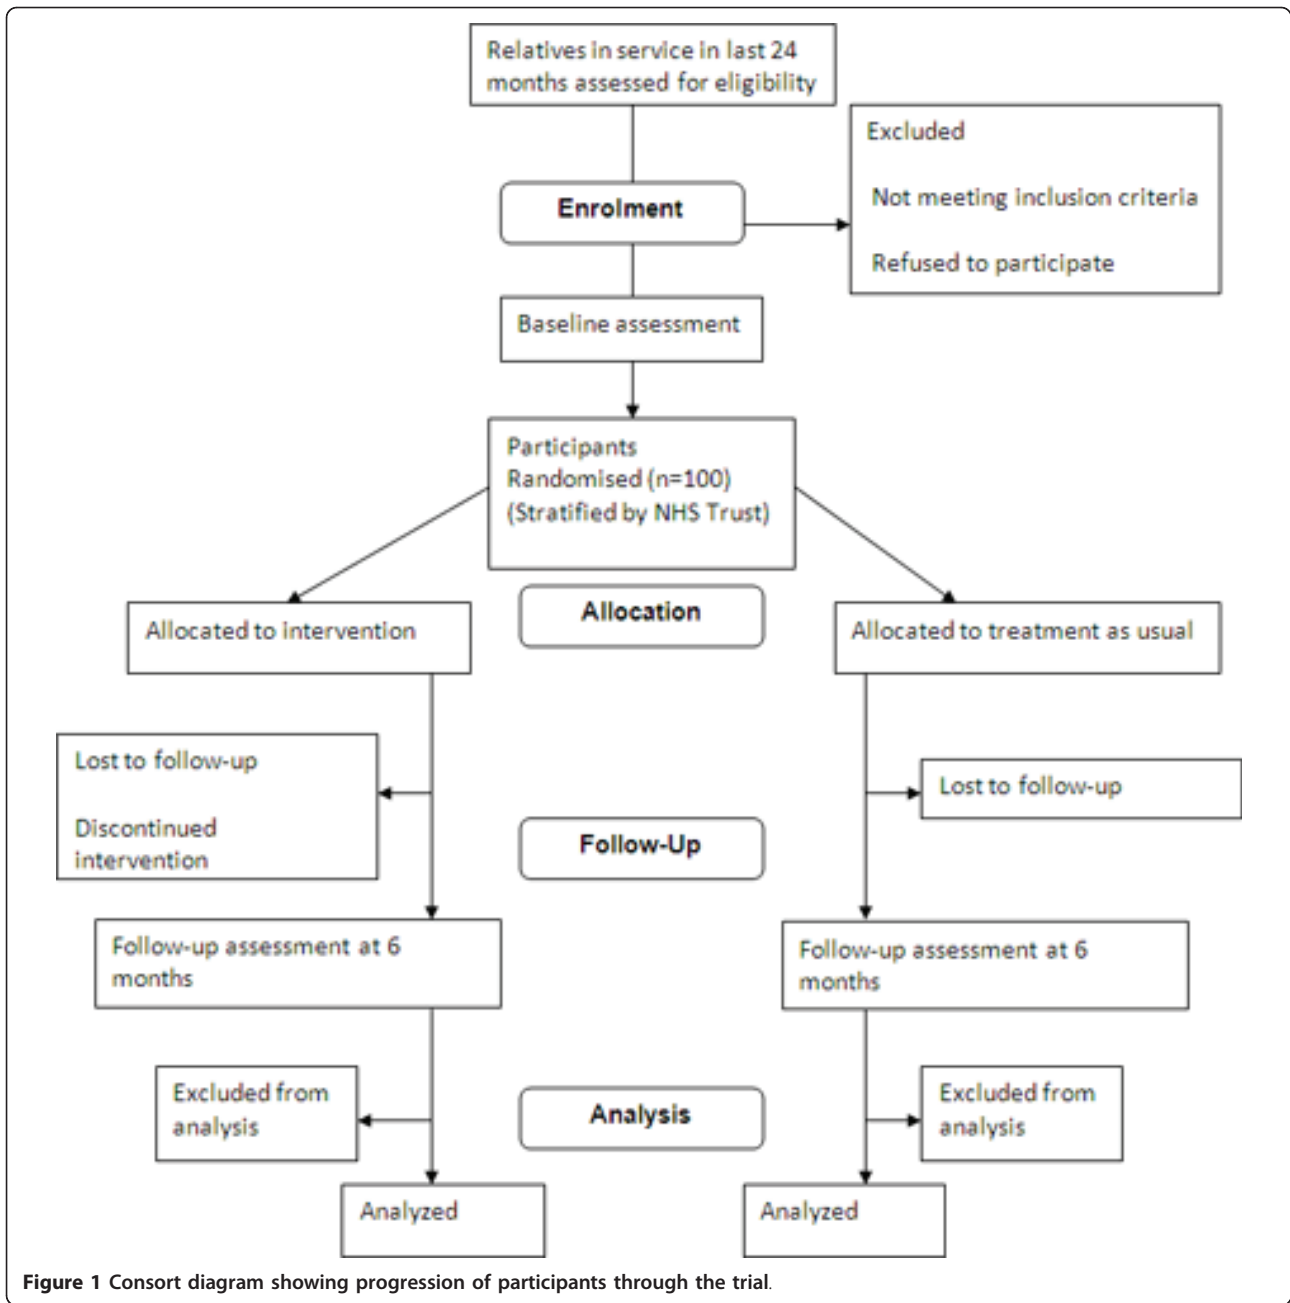 Relatives in service in last 24
months assessed for eligibility
Excluded
Not meeting inclusion criteria
Refused to participate
Enrolment
Baseline assessment
Participants
Randomised (n=100)
(Stratified by NHS Trust)
Allocation
Allocated to intervention
Allocated to treatment as usual
Lost to follow-up
Discontinued
intervention
Lost to follow-up
Follow-Up
Follow-up assessment at 6
months
Follow-up assessment at 6
months
Excluded from
analysis
Analysis
Excluded from
analysis
Analyzed
Analyzed
Figure 1 Consort diagram showing progression of participants through the trial.